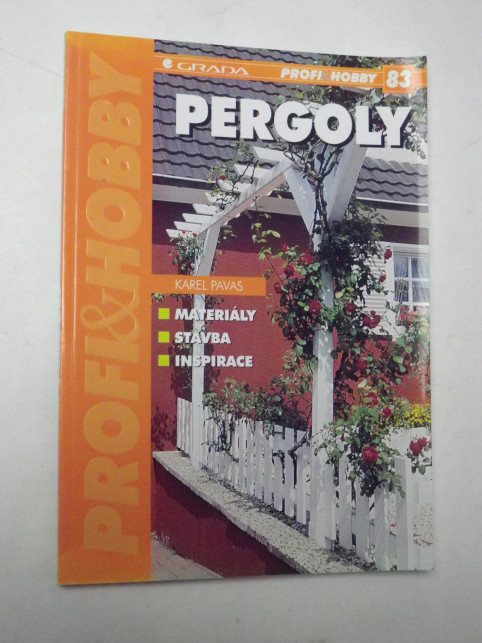 GRADA PROFI&HOBBY 83
PERGOLY
KAREL PAVAS
MATERIÁLY
STAVBA
INSPIRACE
PROFI&HOBBY